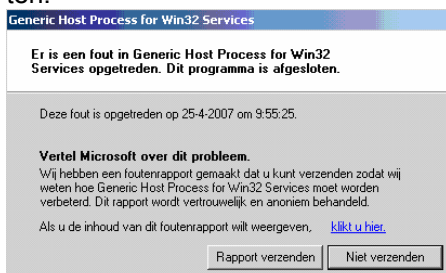 Generic Host Process for Win32 Services
Er is een fout in Generic Host Process for Win32
Services opgetreden. Dit programma is afgesloten.
Deze fout is opgetreden op 25-4-2007 om 9:55:25.
Vertel Microsoft over dit probleem.
Wij hebben een foutenrapport gemaakt dat u kunt verzenden zodat wij
weten hoe Generic Host Process for Win32 Services moet worden
verbeterd. Dit rapport wordt vertrouwelijk en anoniem behandeld.
Als u de inhoud van dit foutenrapport wilt weergeven, klikt u hier.
Rapport verzenden Niet verzenden